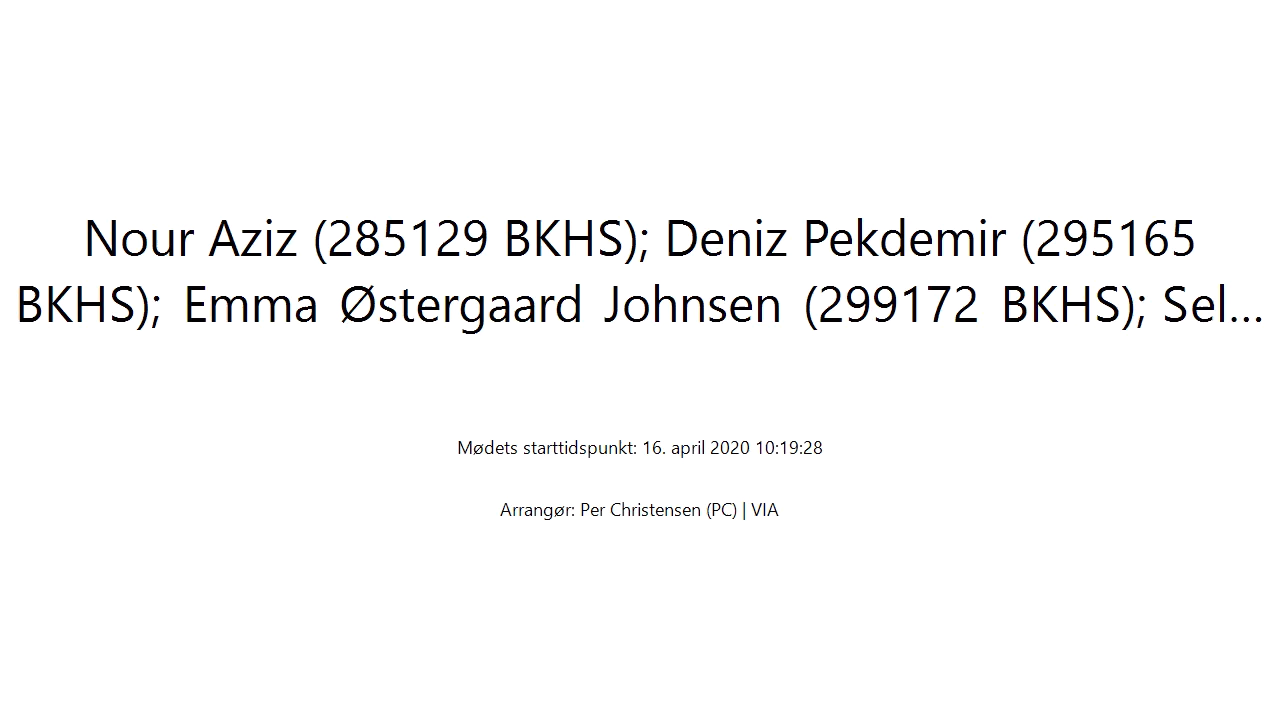 Nour Aziz (285129 BKHS); Deniz Pekdemir (295165
BKHS); Emma Østergaard Johnsen (299172 BKHS); Sel...
Mødets starttidspunkt: 16. april 2020 10:19:28
Arrangør: Per Christensen (PC) | VIA